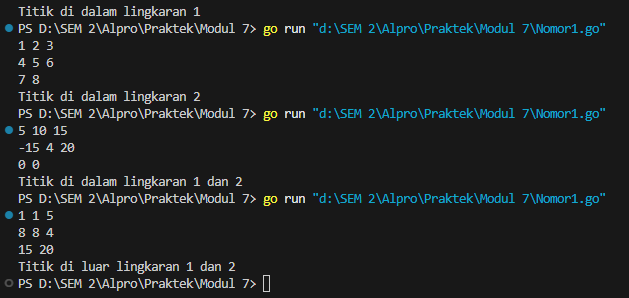 Titik di dalam lingkaran 1
PS D:\SEM 2\Alpro\Praktek\Modul 7> go run "d:\SEM 2\Alpro\Praktek\Modul 7\Nomor1.go"
1 2 3
4 5 6
7 8
Titik di dalam lingkaran 2
PS D:\SEM 2\Alpro\Praktek\Modul 7> go run "d:\SEM 2\Alpro\Praktek\Modul 7\Nomor1.go"
5 10 15
-15 4 20
0 0
Titik di dalam lingkaran 1 dan 2
PS D:\SEM 2\Alpro\Praktek\Modul 7> go run "d:\SEM 2\Alpro\Praktek\Modul 7\Nomor1.go"
1 1 5
8 8 4
15 20
Titik di luar lingkaran 1 dan 2
PS D:\SEM 2\Alpro\Praktek\Modul 7>